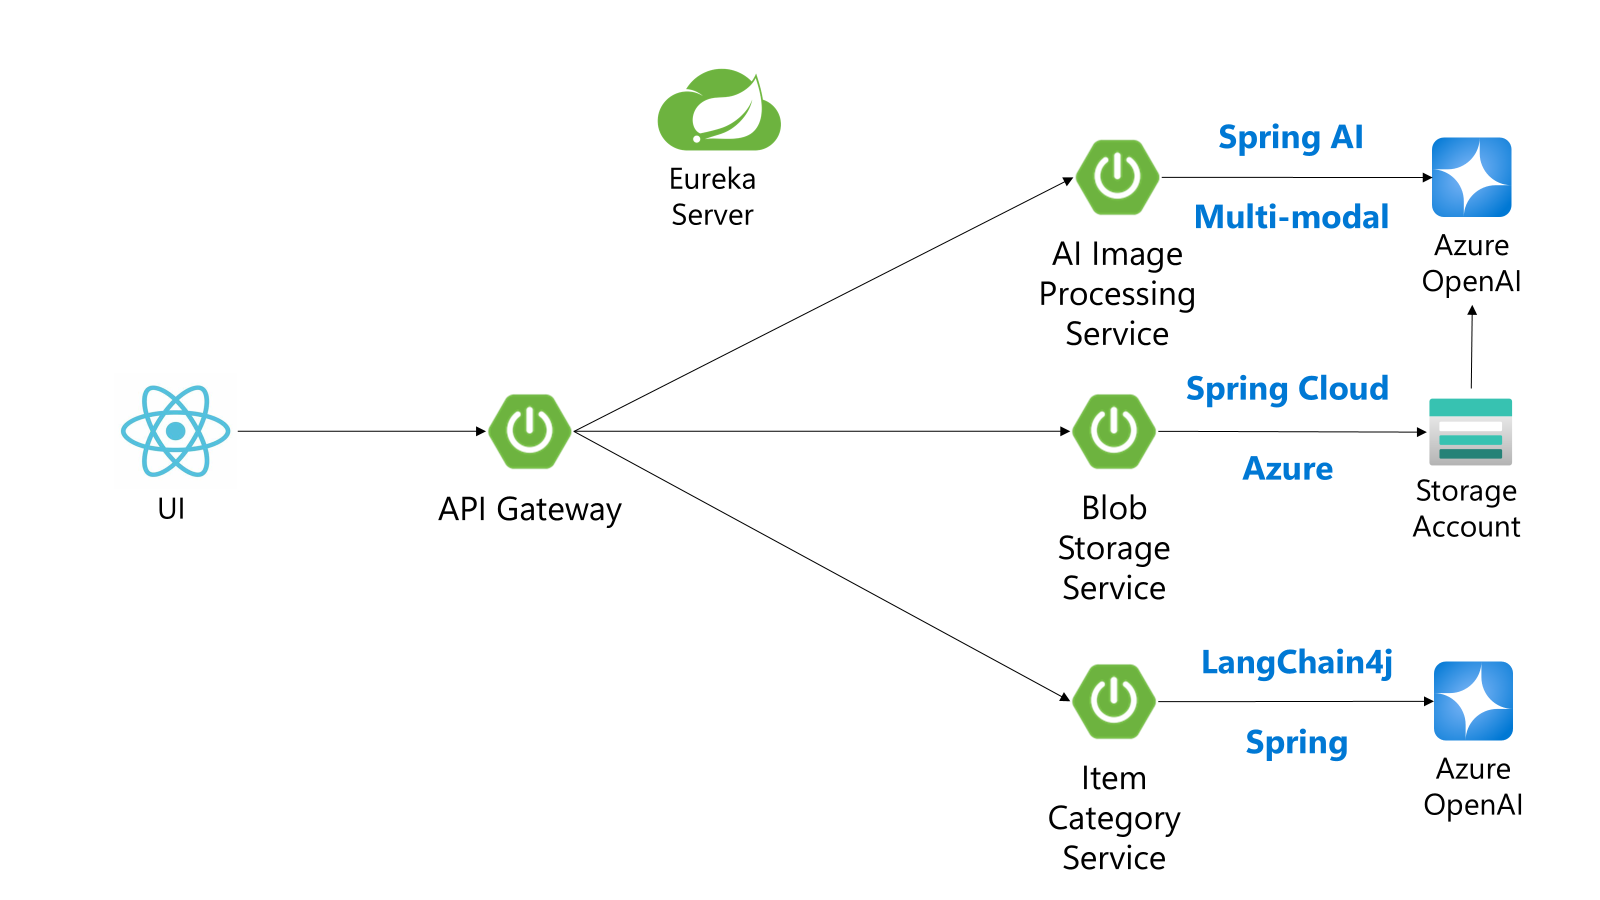 Eureka
Server
Spring AI
Multi-modal
AI Image
Processing
Service
Azure
OpenAI
UI
API Gateway
Spring Cloud
Azure
Blob
Storage
Service
Storage
Account
LangChain4j
Spring
Item
Category
Service
Azure
OpenAI